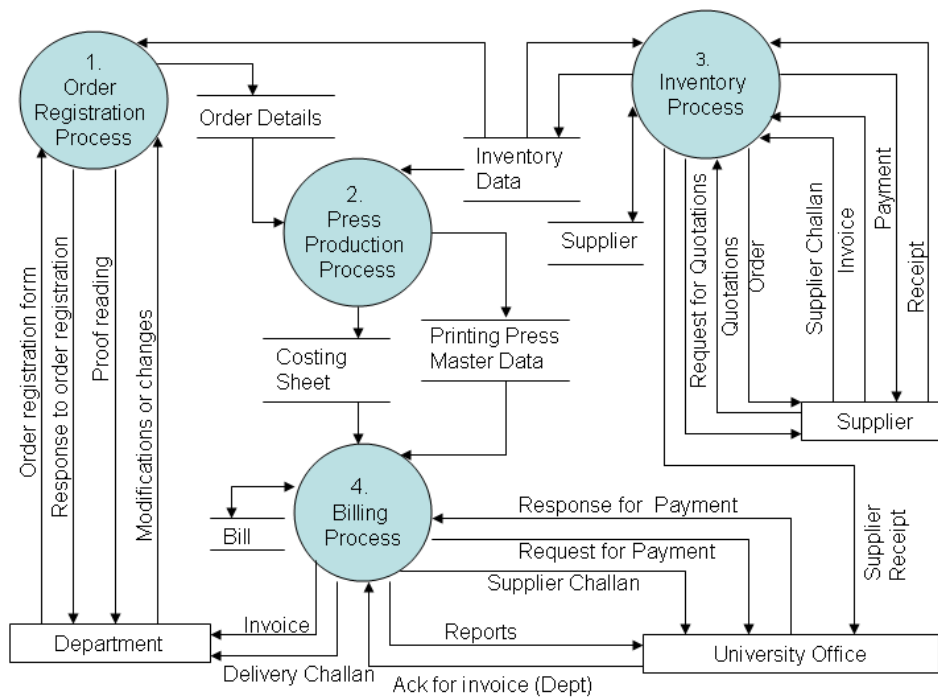 1.
Order
Registration
Process
Order Details
3.
Inventory
Process
Inventory
Data
2.
Press
Production
Process
Supplier
Costing
Sheet
Printing Press
Master Data
Order registration form
Response to order registration
Proof reading
Modifications or changes
Request for Quotations
Quotations
Order
Supplier Challan
Invoice
Payment
Receipt
Supplier
4.
Billing
Process
Bill
Response for Payment
Request for Payment
Supplier Challan
Supplier
Receipt
Invoice
Department
Delivery Challan
Reports
University Office
Ack for invoice (Dept)